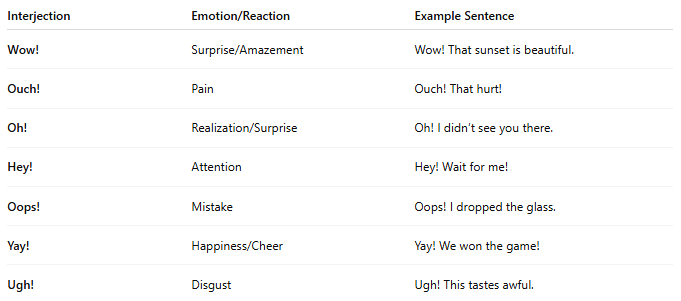 Interjection Emotion/Reaction Example Sentence
Wow! Surprise/Amazement Wow! That sunset is beautiful.
Ouch! Pain Ouch! That hurt!
Oh! Realization/Surprise Oh! I didn't see you there.
Hey! Attention Hey! Wait for me!
Oops! Mistake Oops! I dropped the glass.
Yay! Happiness/Cheer Yay! We won the game!
Ugh! Disgust Ugh! This tastes awful.